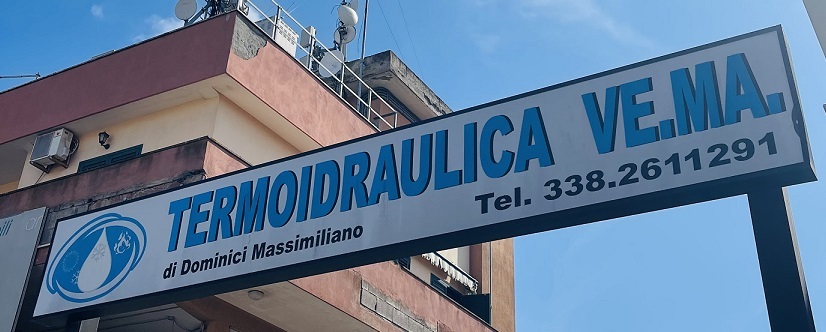 TERMOIDRAULICA VE.MA.
di Dominici Massimiliano
Tel. 338.2611291